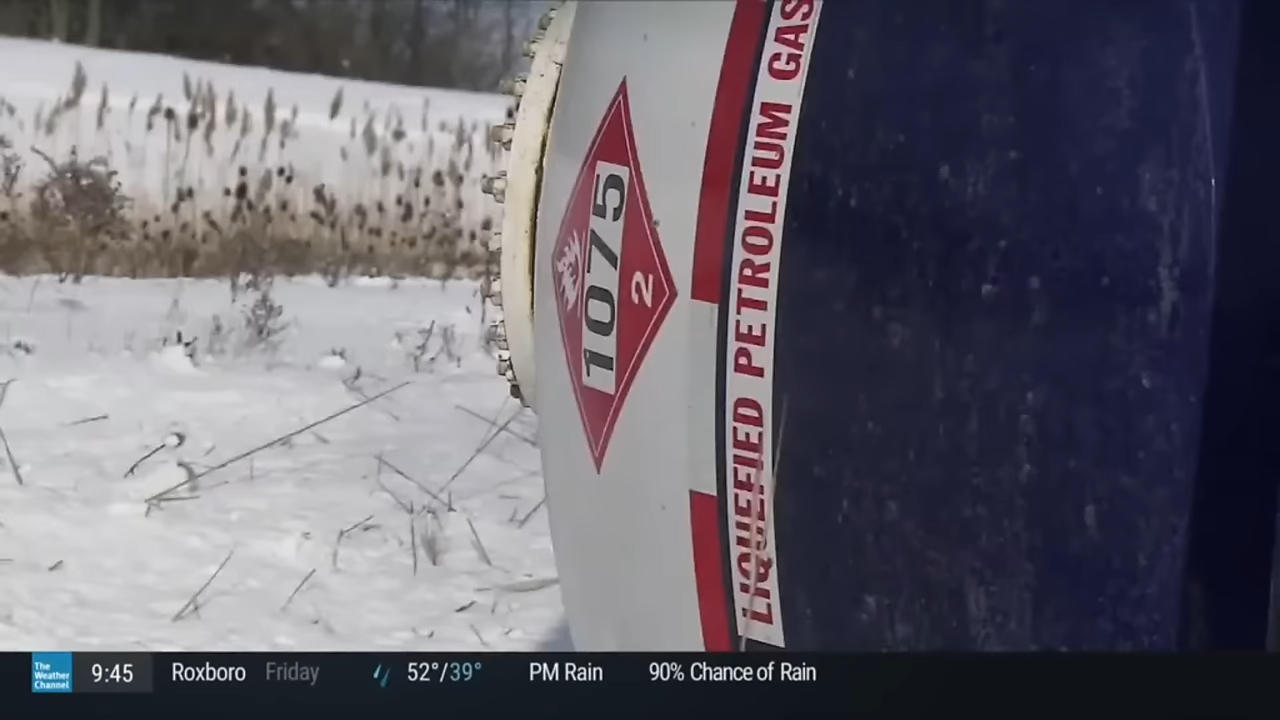 1075
2
LIQUEFIED PETROLEUM GAS
The
Weather
Channel
9:45 Roxboro Friday 52°/39° PM Rain 90% Chance of Rain